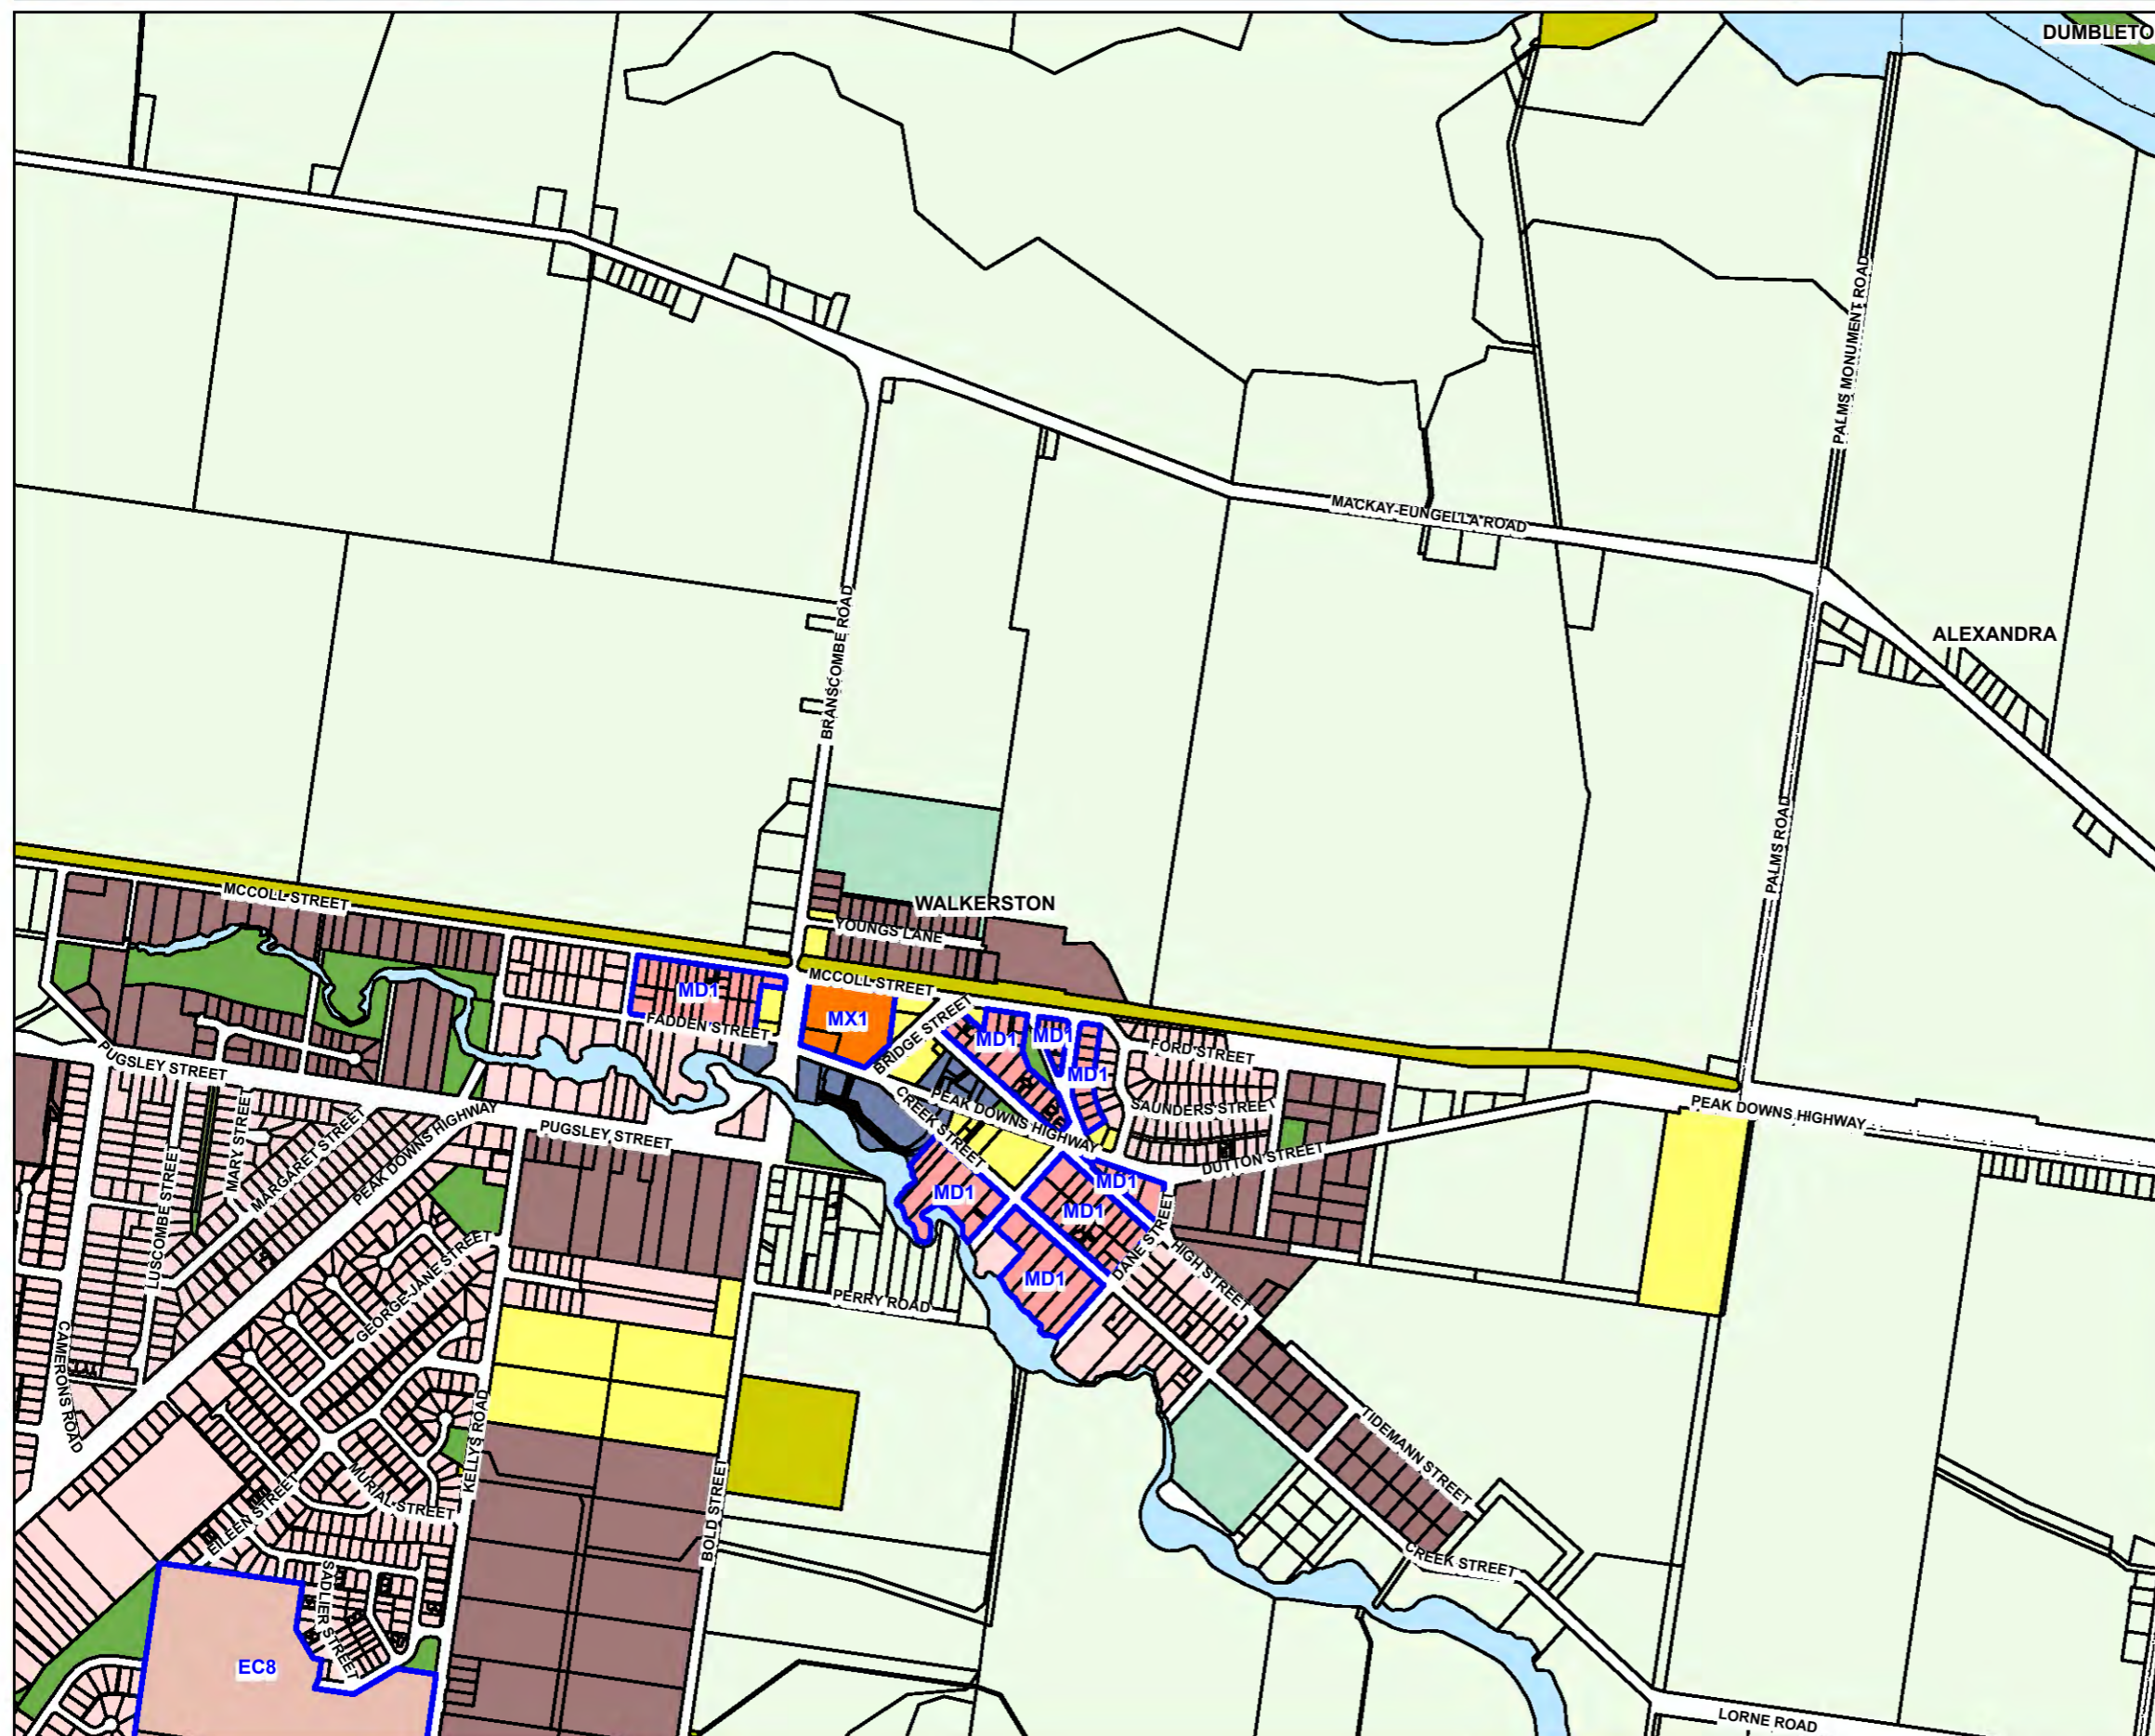 DUMBLETO
PALMS MONUMENT ROAD
MACKAY-EUNGELLA ROAD
BRANSCOMBE ROAD
ALEXANDRA
PALMS ROAD
MCCOLL STREET
WALKERSTON
YOUNGS LANE
MCCOLL STREET
MD1
MX1
FADDEN STREET
BRIDGE STREET
MD1
MD1
MD1
FORD STREET
PUGSLEY STREET
CREEK STREET
PEAK DOWNS HIGHWAY
SAUNDERS STREET
PEAK DOWNS HIGHWAY
MARY STREET
MARGARET STREET
PEAK DOWNS HIGHWAY
PUGSLEY STREET
DUTTON STREET
LUSCOMBE STREET
MD1
MD1
MD1
DANE STREET
HIGH STREET
GEORGE-JANE STREET
MD1
PERRY ROAD
CAMERONS ROAD
KELLYS ROAD
TIDEMANN STREET
MURIAL STREET
EILEEN STREET
BOLD STREET
CREEK STREET
SADLIER STREET
EC8
LORNE ROAD